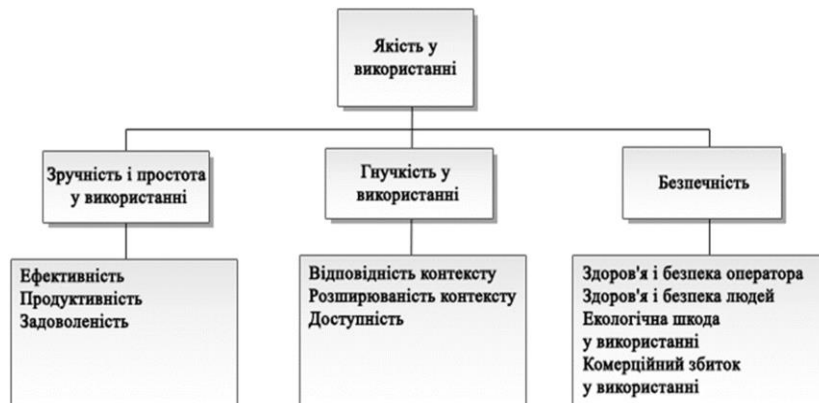 Якість у
використанні
Зручність і простота
у використанні
Гнучкість у
використанні
Безпечність
Ефективність
Продуктивність
Задоволеність
Відповідність контексту
Розширюваність контексту
Доступність
Здоров'я і безпека оператора
Здоров'я і безпека людей
Екологічна шкода
у використанні
Комерційний збиток
у використанні